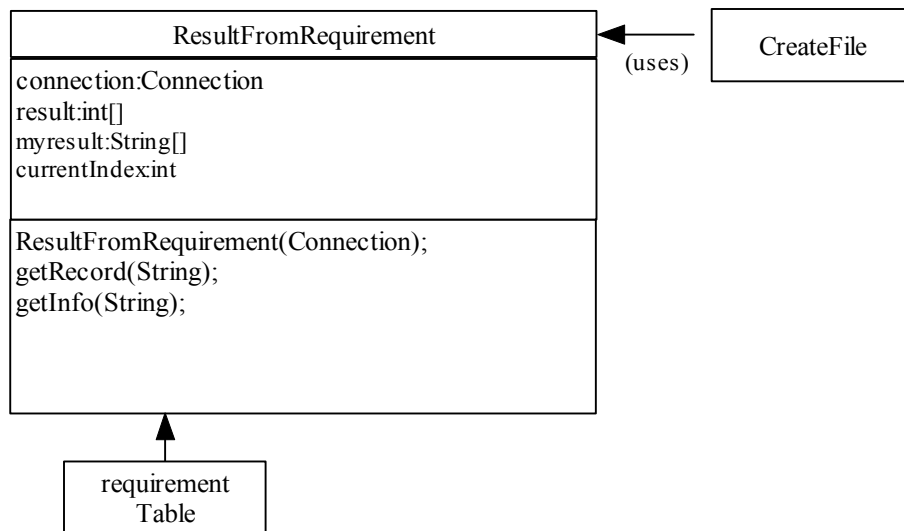 ResultFromRequirement
CreateFile
(uses)
connection:Connection
result:int[]
myresult:String[]
currentIndex:int
ResultFromRequirement(Connection);
getRecord(String);
getInfo(String);
requirement
Table